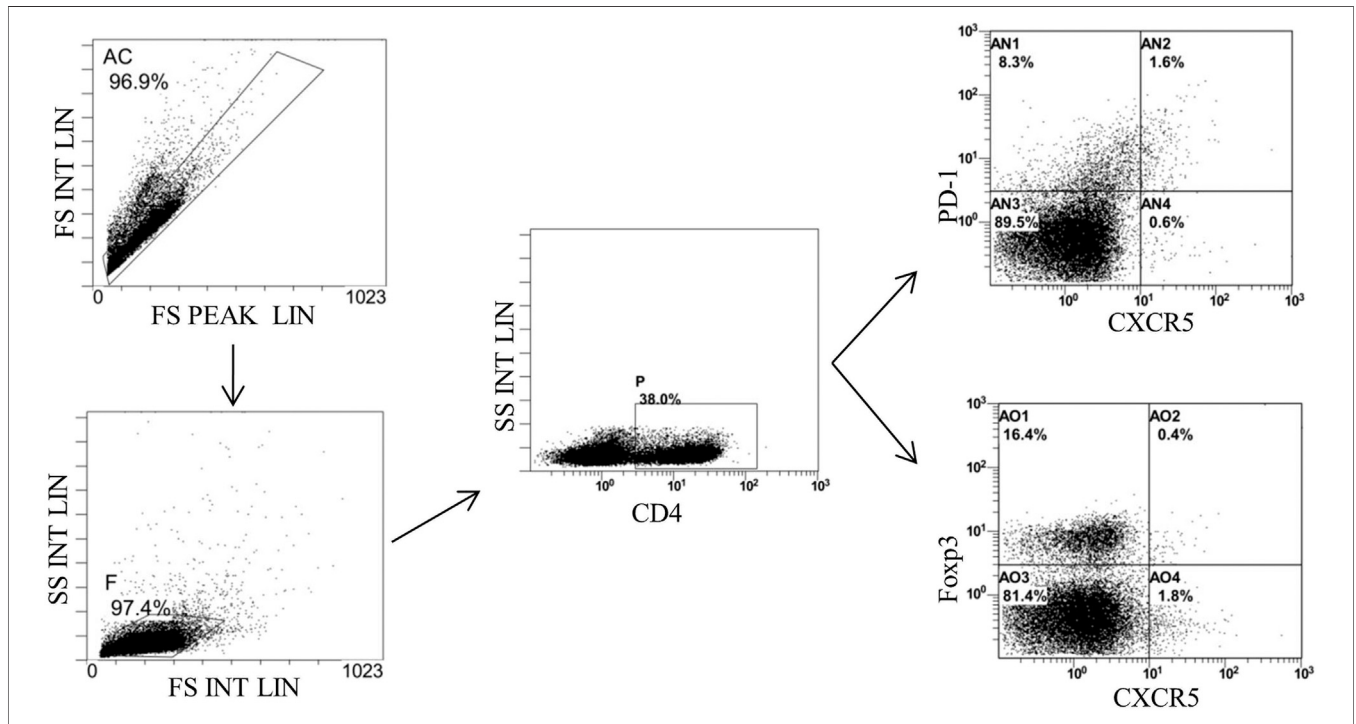 AC
96.9%
FS INT LIN
0 1023
FS PEAK LIN
F
97.4%
SS INT LIN
0 1023
FS INT LIN
P
38.0%
SS INT LIN
10⁰ 10¹ 10² 10³
CD4
10³
10²
10¹
10⁰
AN1
8.3%
AN2
1.6%
AN3
89.5%
AN4
0.6%
PD-1
10⁰ 10¹ 10² 10³
CXCR5
10³
10²
10¹
10⁰
AO1
16.4%
AO2
0.4%
AO3
81.4%
AO4
1.8%
Foxp3
10⁰ 10¹ 10² 10³
CXCR5